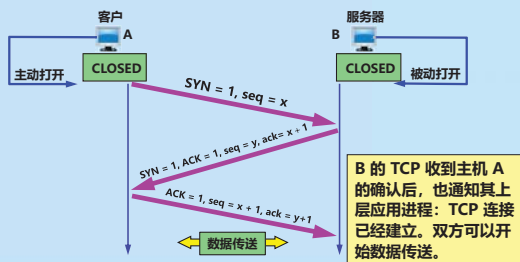 客户
服务器
A
B
主动打开
CLOSED
CLOSED
被动打开
SYN = 1, seq = x
SYN = 1, ACK = 1, seq = y, ack= x + 1
ACK = 1, seq = x + 1, ack = y+1
数据传送
B 的 TCP 收到主机 A
的确认后，也通知其上
层应用进程：TCP 连接
已经建立。双方可以开
始数据传送。